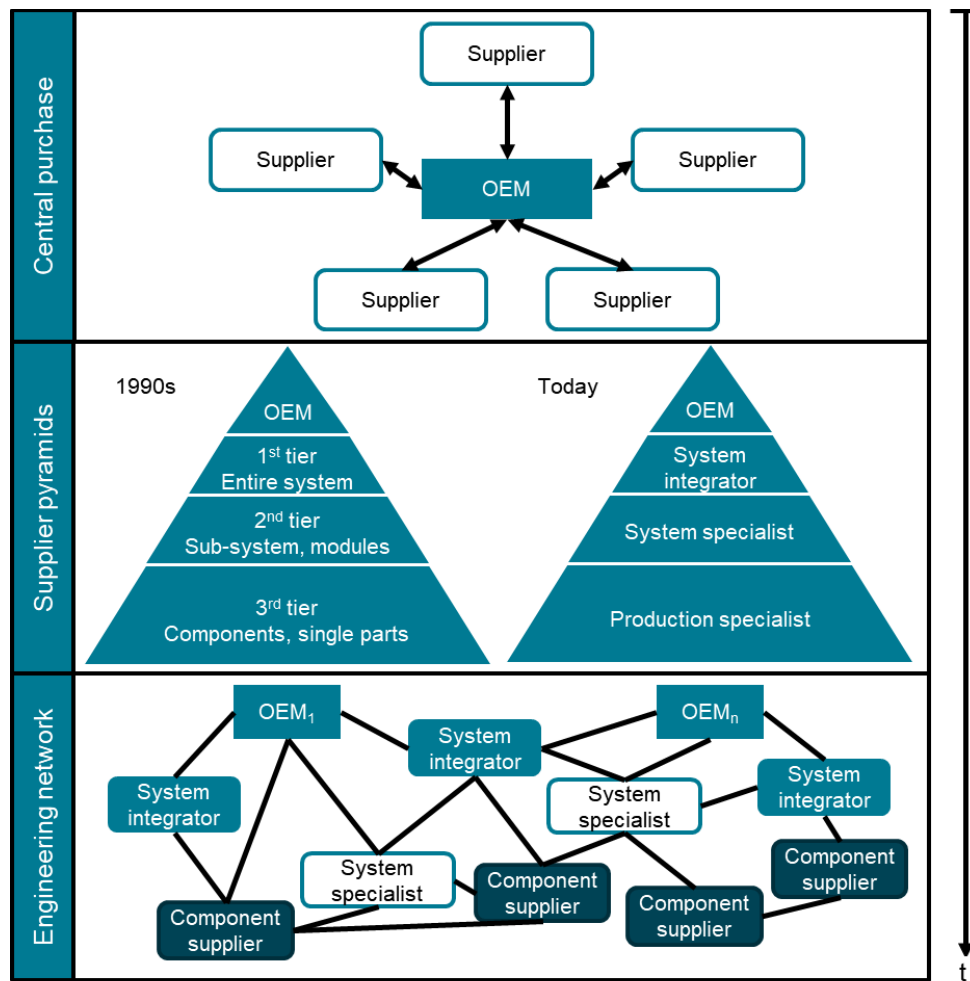 Central purchase
Supplier
Supplier
Supplier
OEM
Supplier
Supplier
Supplier pyramids
1990s
OEM
1st tier
Entire system
2nd tier
Sub-system, modules
3rd tier
Components, single parts
Today
OEM
System
integrator
System specialist
Production specialist
Engineering network
OEM1
OEMn
System
integrator
System
integrator
System
specialist
System
integrator
System
specialist
Component
supplier
Component
supplier
Component
supplier
Component
supplier
t